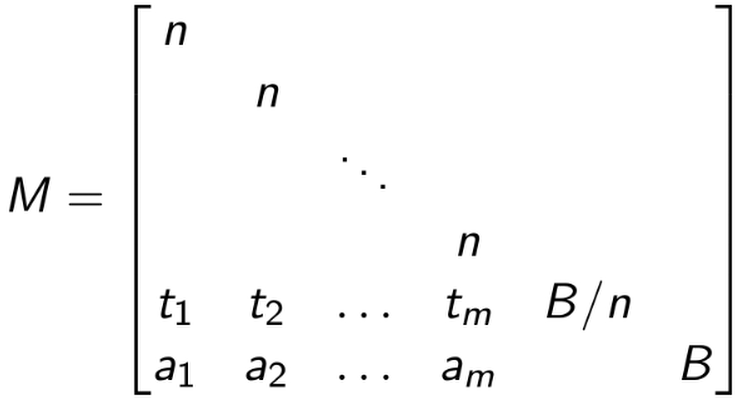 n
n
⋱
M =
n
t₁ t₂ … tₘ B/n
a₁ a₂ … aₘ B